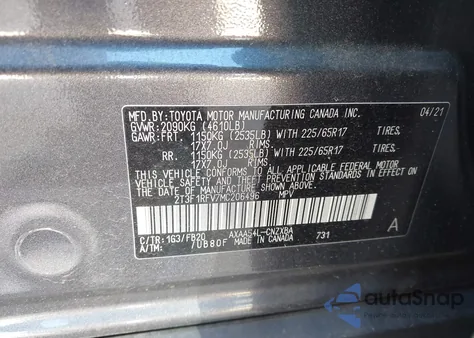 MFD.BY: TOYOTA MOTOR MANUFACTURING CANADA INC. 04/21
GVWR: 2090KG (4610LB)
GAWR: FRT. 1150KG (2535LB) WITH 225/65R17 TIRES,
17X7.0J RIMS.
RR. 1150KG (2535LB) WITH 225/65R17 TIRES,
17X7.0J RIMS.
THIS VEHICLE CONFORMS TO ALL APPLICABLE FEDERAL MOTOR
VEHICLE SAFETY AND THEFT PREVENTION STANDARDS IN
EFFECT ON THE DATE OF MANUFACTURE SHOWN ABOVE.
2T3F1RFV7MC206496 MPV
A
C/TR: 1G3/FB20 AXAA54L-CNZXBA
A/TM: /UB80F MADE IN CANADA 731
autoSnap